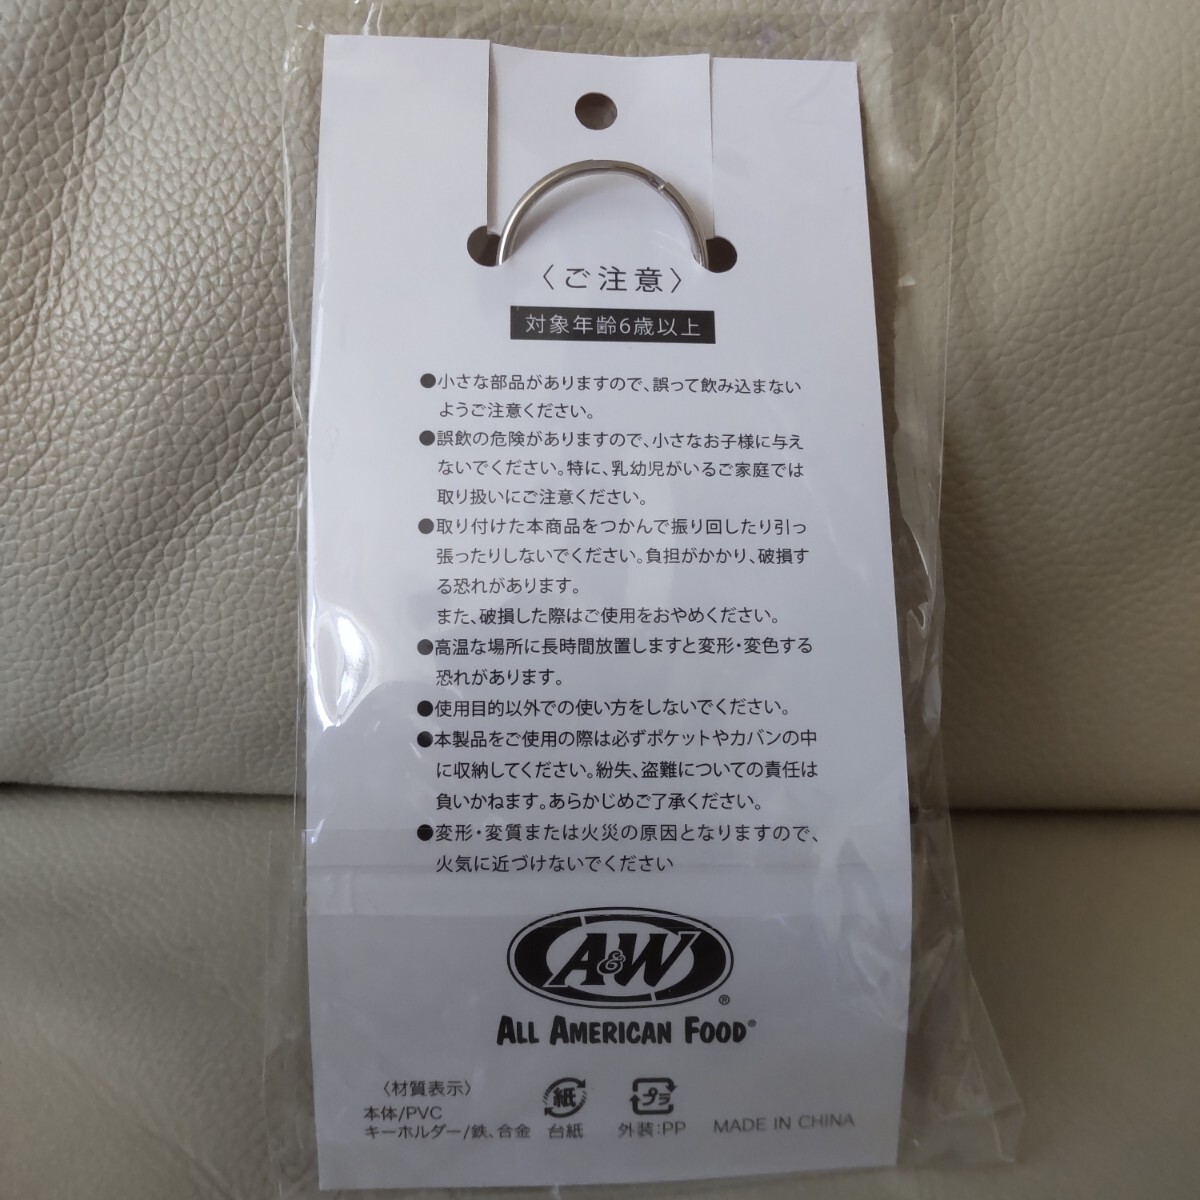 〈ご注意〉
対象年齢6歳以上
●小さな部品がありますので、誤って飲み込まない
ようご注意ください。
●誤飲の危険がありますので、小さなお子様に与え
ないでください。特に、乳幼児がいるご家庭では
取り扱いにご注意ください。
●取り付けた本商品をつかんで振り回したり引っ
張ったりしないでください。負担がかかり、破損す
る恐れがあります。
また、破損した際はご使用をおやめください。
●高温な場所に長時間放置しますと変形・変色する
恐れがあります。
●使用目的以外での使い方をしないでください。
●本製品をご使用の際は必ずポケットやカバンの中
に収納してください。紛失、盗難についての責任は
負いかねます。あらかじめご了承ください。
●変形・変質または火災の原因となりますので、
火気に近づけないでください
A&W®
ALL AMERICAN FOOD®
〈材質表示〉
本体/PVC
キーホルダー/鉄、合金
紙
台紙
プラ
外装:PP
MADE IN CHINA